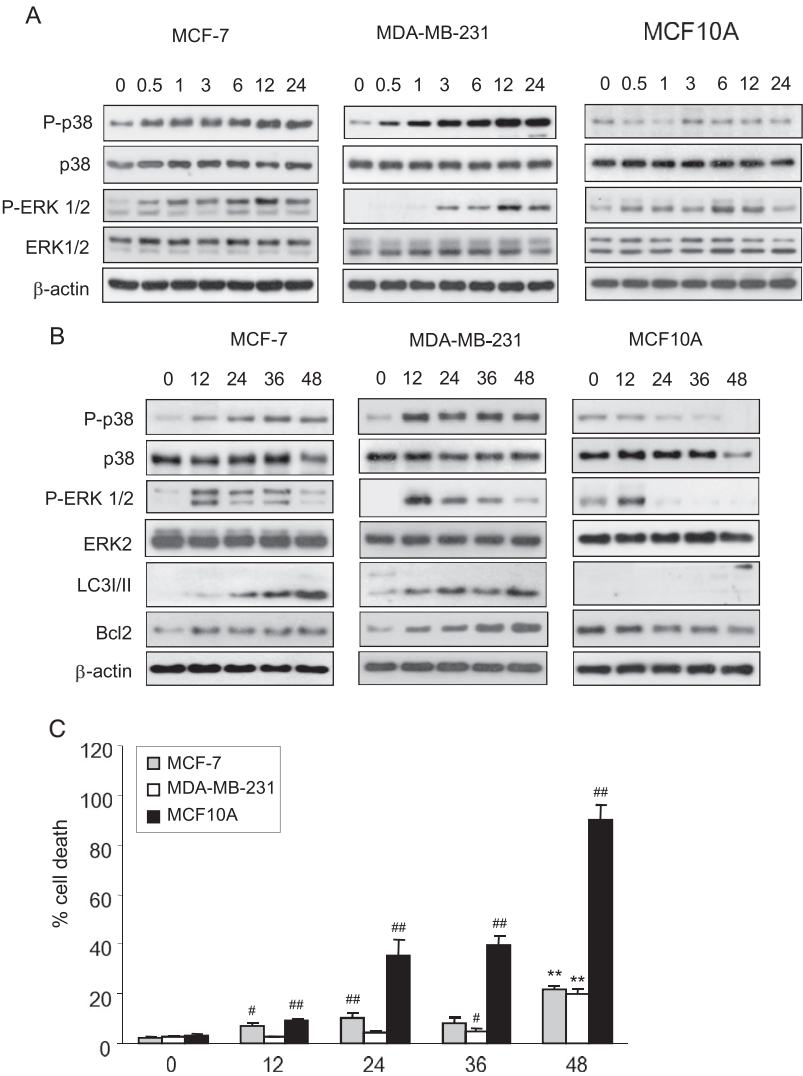 A
MCF-7 MDA-MB-231 MCF10A
0 0.5 1 3 6 12 24 0 0.5 1 3 6 12 24 0 0.5 1 3 6 12 24
P-p38
p38
P-ERK 1/2
ERK1/2
β-actin
B
MCF-7 MDA-MB-231 MCF10A
0 12 24 36 48 0 12 24 36 48 0 12 24 36 48
P-p38
p38
P-ERK 1/2
ERK2
LC3I/II
Bcl2
β-actin
C
120
100
80
60
40
20
0
% cell death
MCF-7
MDA-MB-231
MCF10A
# ## ## ## # ## ** ** ##
0 12 24 36 48